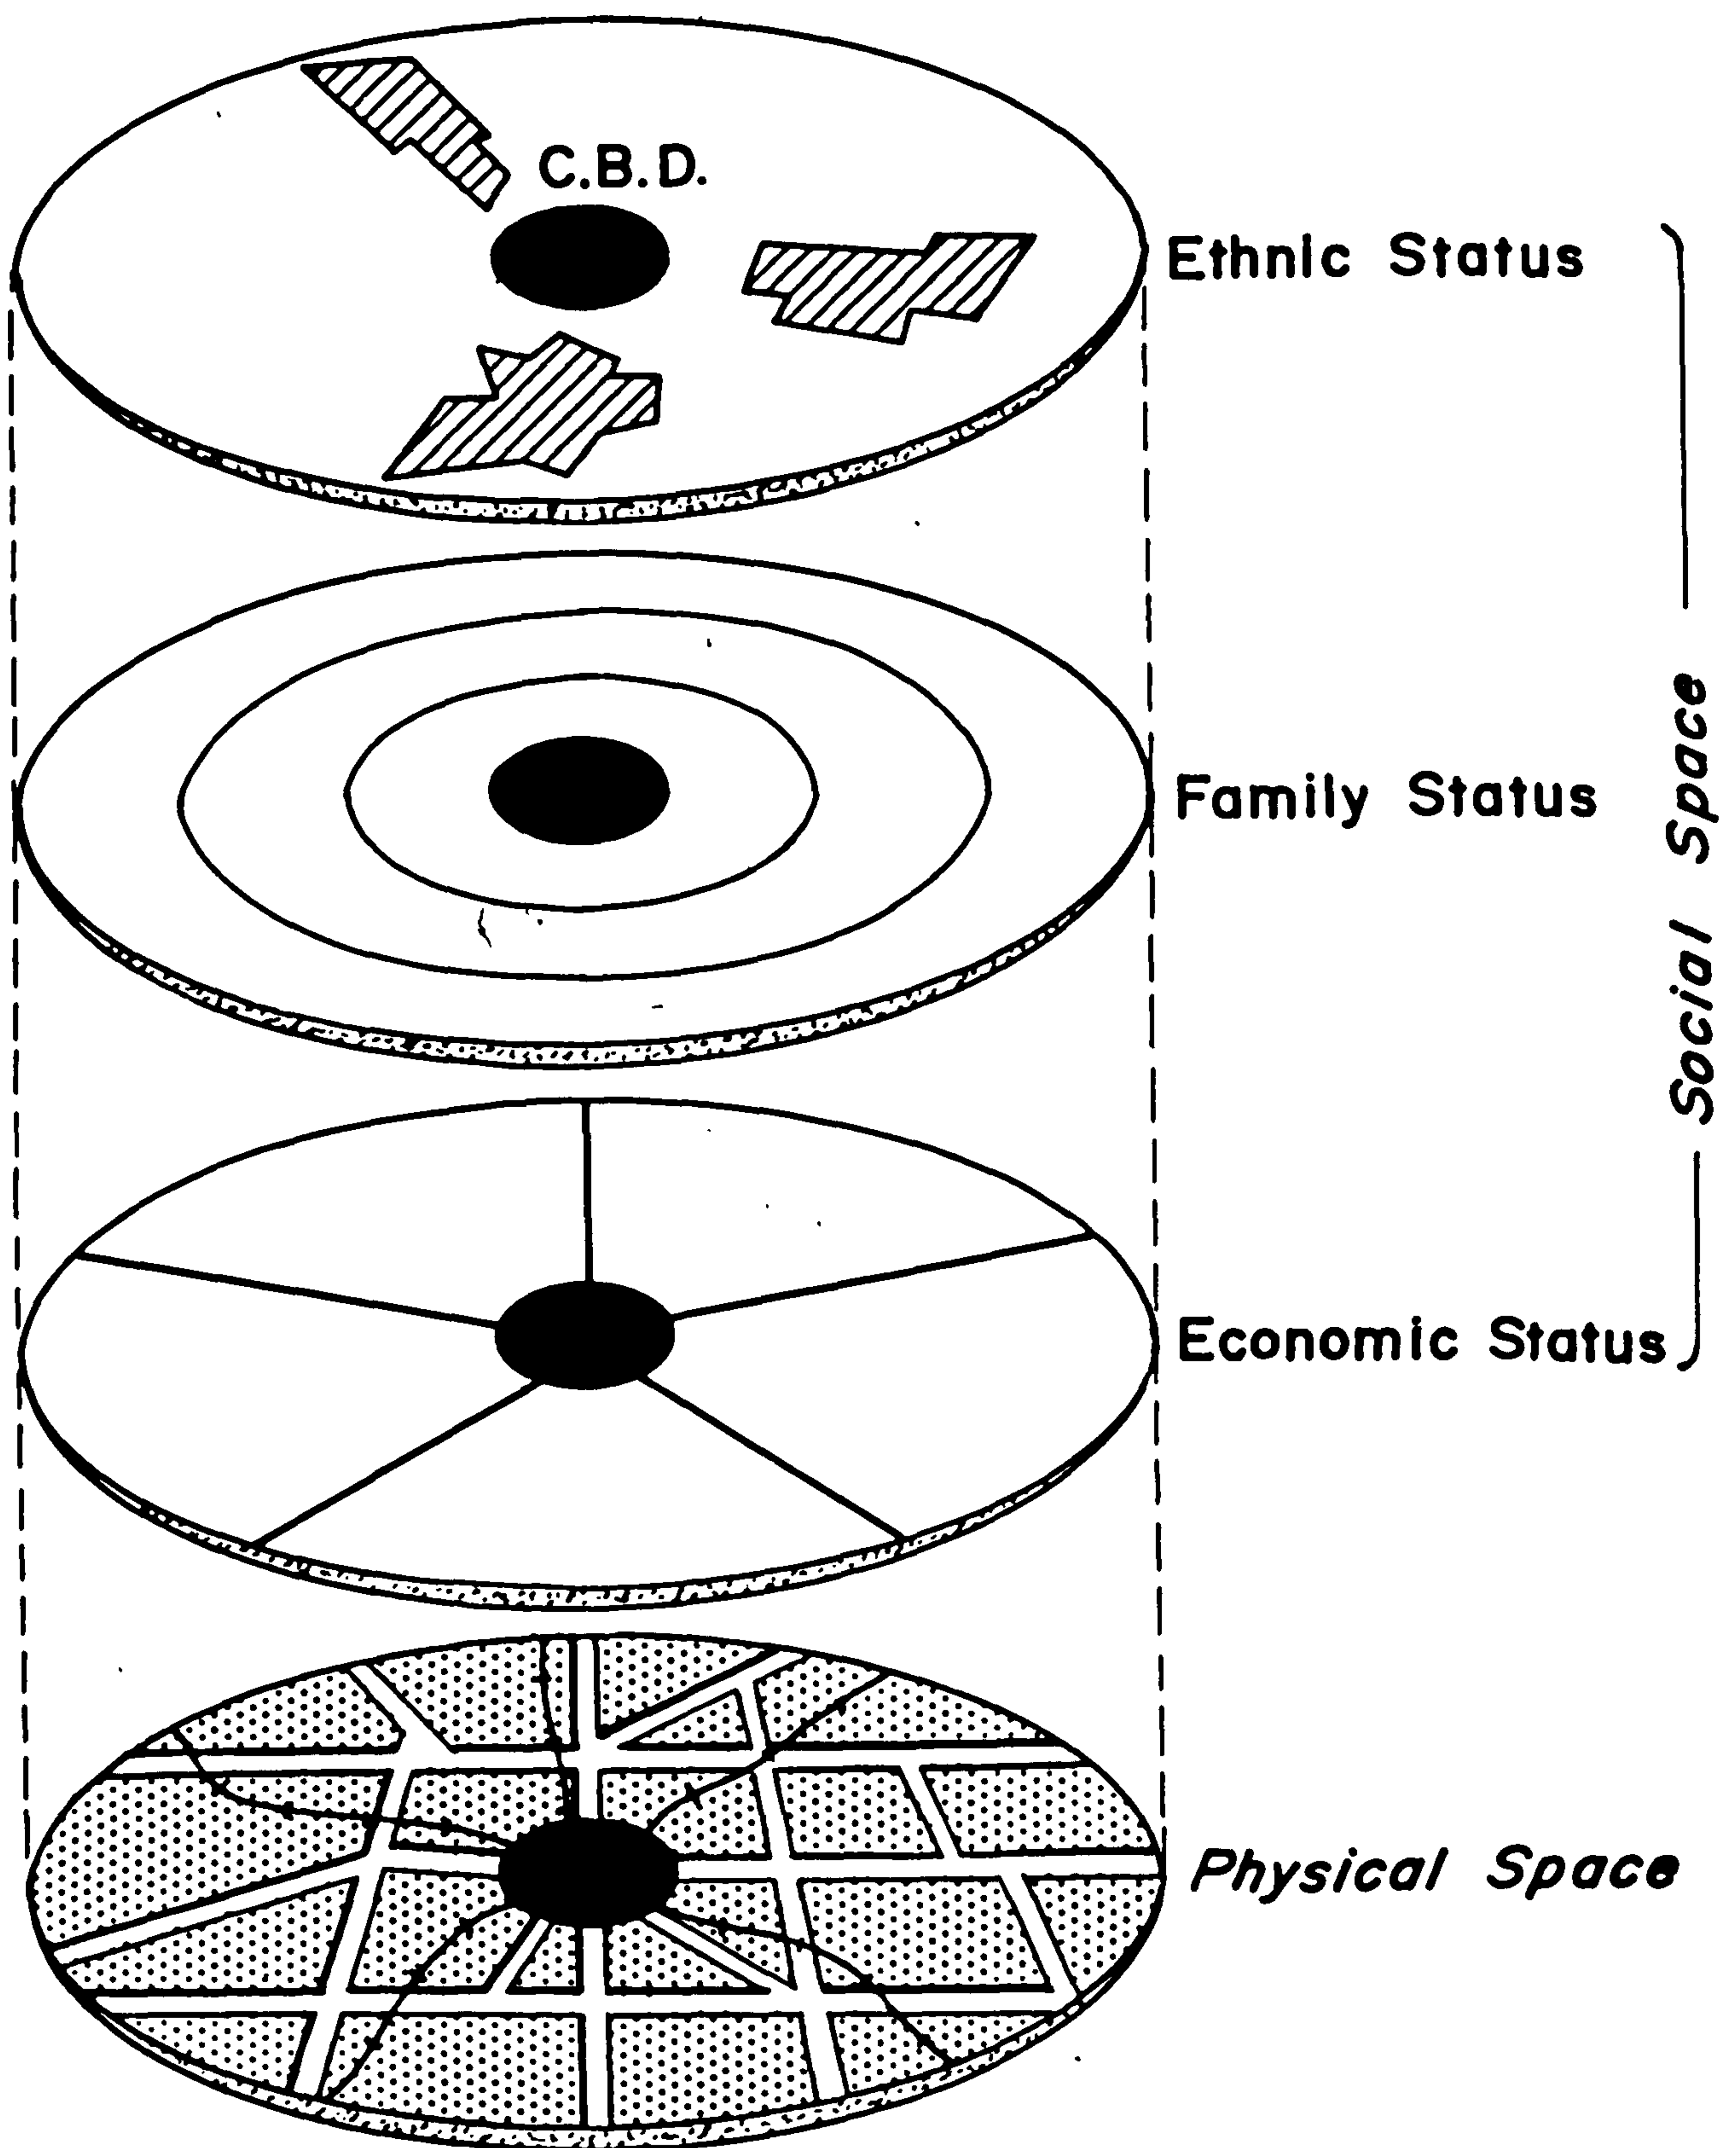 C.B.D.
Ethnic Status
Family Status
Social Space
Economic Status
Physical Space